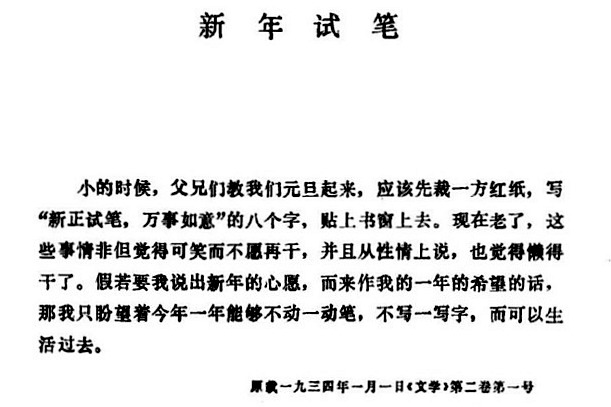 新年试笔
小的时候，父兄们教我们元旦起来，应该先裁一方红纸，写
“新正试笔，万事如意”的八个字，贴上书窗上去。现在老了，这
些事情非但觉得可笑而不愿再干，并且从性情上说，也觉得懒得
干了。假若要我说出新年的心愿，而来作我的一年的希望的话，
那我只盼望着今年一年能够不动一动笔，不写一写字，而可以生
活过去。
原载一九三四年一月一日《文学》第二卷第一号